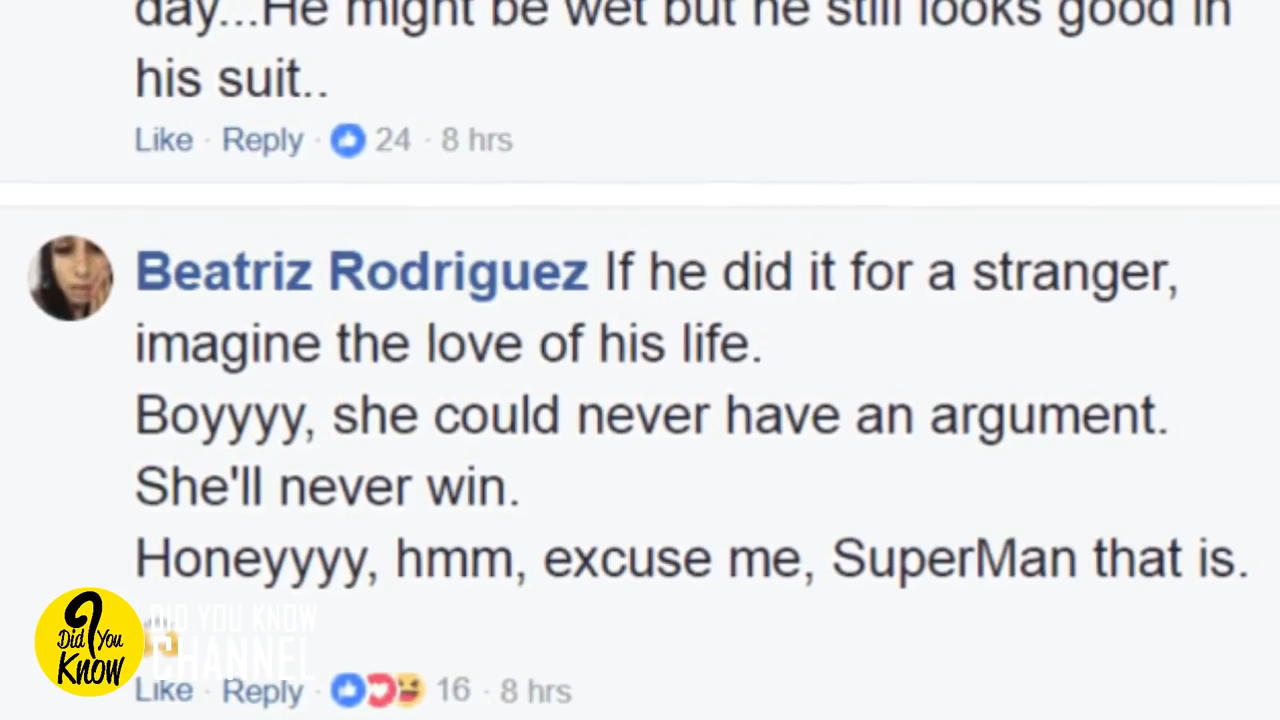 day...He might be wet but he still looks good in
his suit..
Like · Reply · 24 · 8 hrs
Beatriz Rodriguez If he did it for a stranger,
imagine the love of his life.
Boyyyy, she could never have an argument.
She'll never win.
Honeyyyy, hmm, excuse me, SuperMan that is.
DID YOU KNOW
CHANNEL
Did You
Know
Like · Reply · 16 · 8 hrs